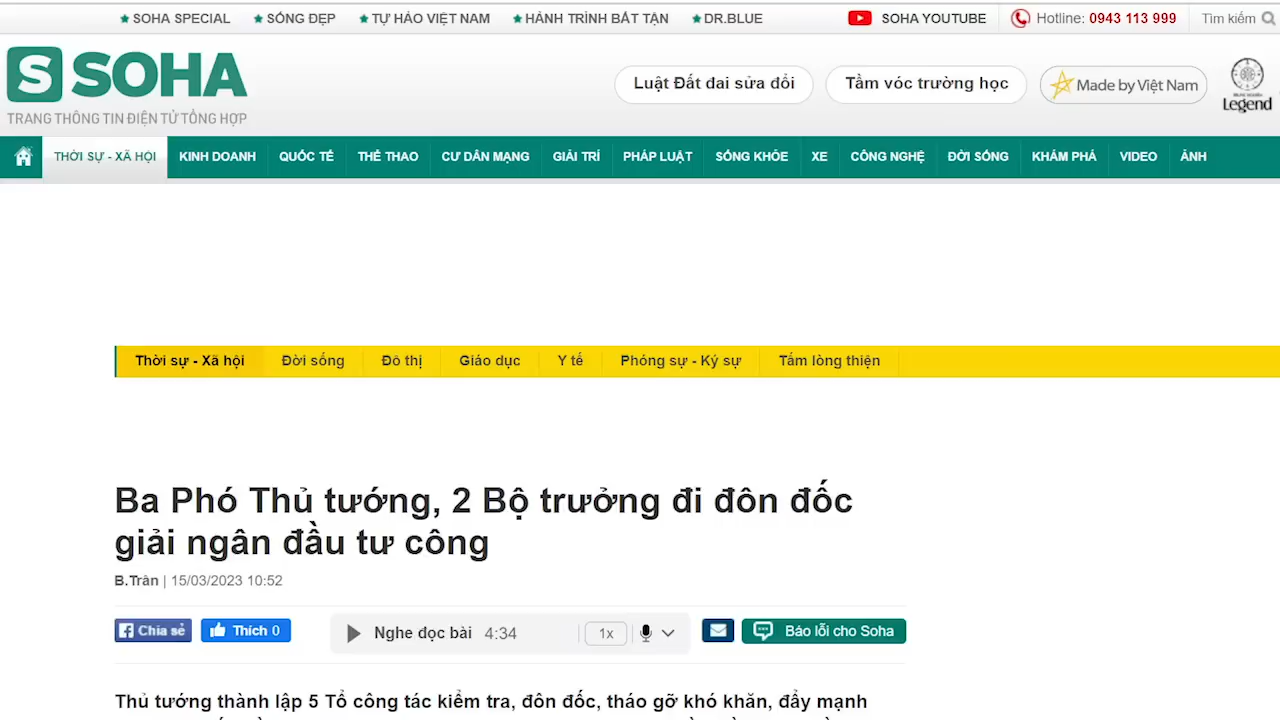 SOHA SPECIAL SỐNG ĐẸP TỰ HÀO VIỆT NAM HÀNH TRÌNH BẤT TẬN DR.BLUE SOHA YOUTUBE Hotline: 0943 113 999 Tìm kiếm
S SOHA
TRANG THÔNG TIN ĐIỆN TỬ TỔNG HỢP
Luật Đất đai sửa đổi Tầm vóc trường học Made by Việt Nam Legend
THỜI SỰ - XÃ HỘI KINH DOANH QUỐC TẾ THỂ THAO CƯ DÂN MẠNG GIẢI TRÍ PHÁP LUẬT SỐNG KHỎE XE CÔNG NGHỆ ĐỜI SỐNG KHÁM PHÁ VIDEO ẢNH
Thời sự - Xã hội Đời sống Đô thị Giáo dục Y tế Phóng sự - Ký sự Tấm lòng thiện
Ba Phó Thủ tướng, 2 Bộ trưởng đi đôn đốc
giải ngân đầu tư công
B.Trân | 15/03/2023 10:52
Chia sẻ Thích 0 Nghe đọc bài 4:34 1x Báo lỗi cho Soha
Thủ tướng thành lập 5 Tổ công tác kiểm tra, đôn đốc, tháo gỡ khó khăn, đẩy mạnh